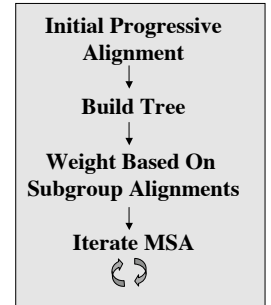 Initial Progressive
Alignment
Build Tree
Weight Based On
Subgroup Alignments
Iterate MSA